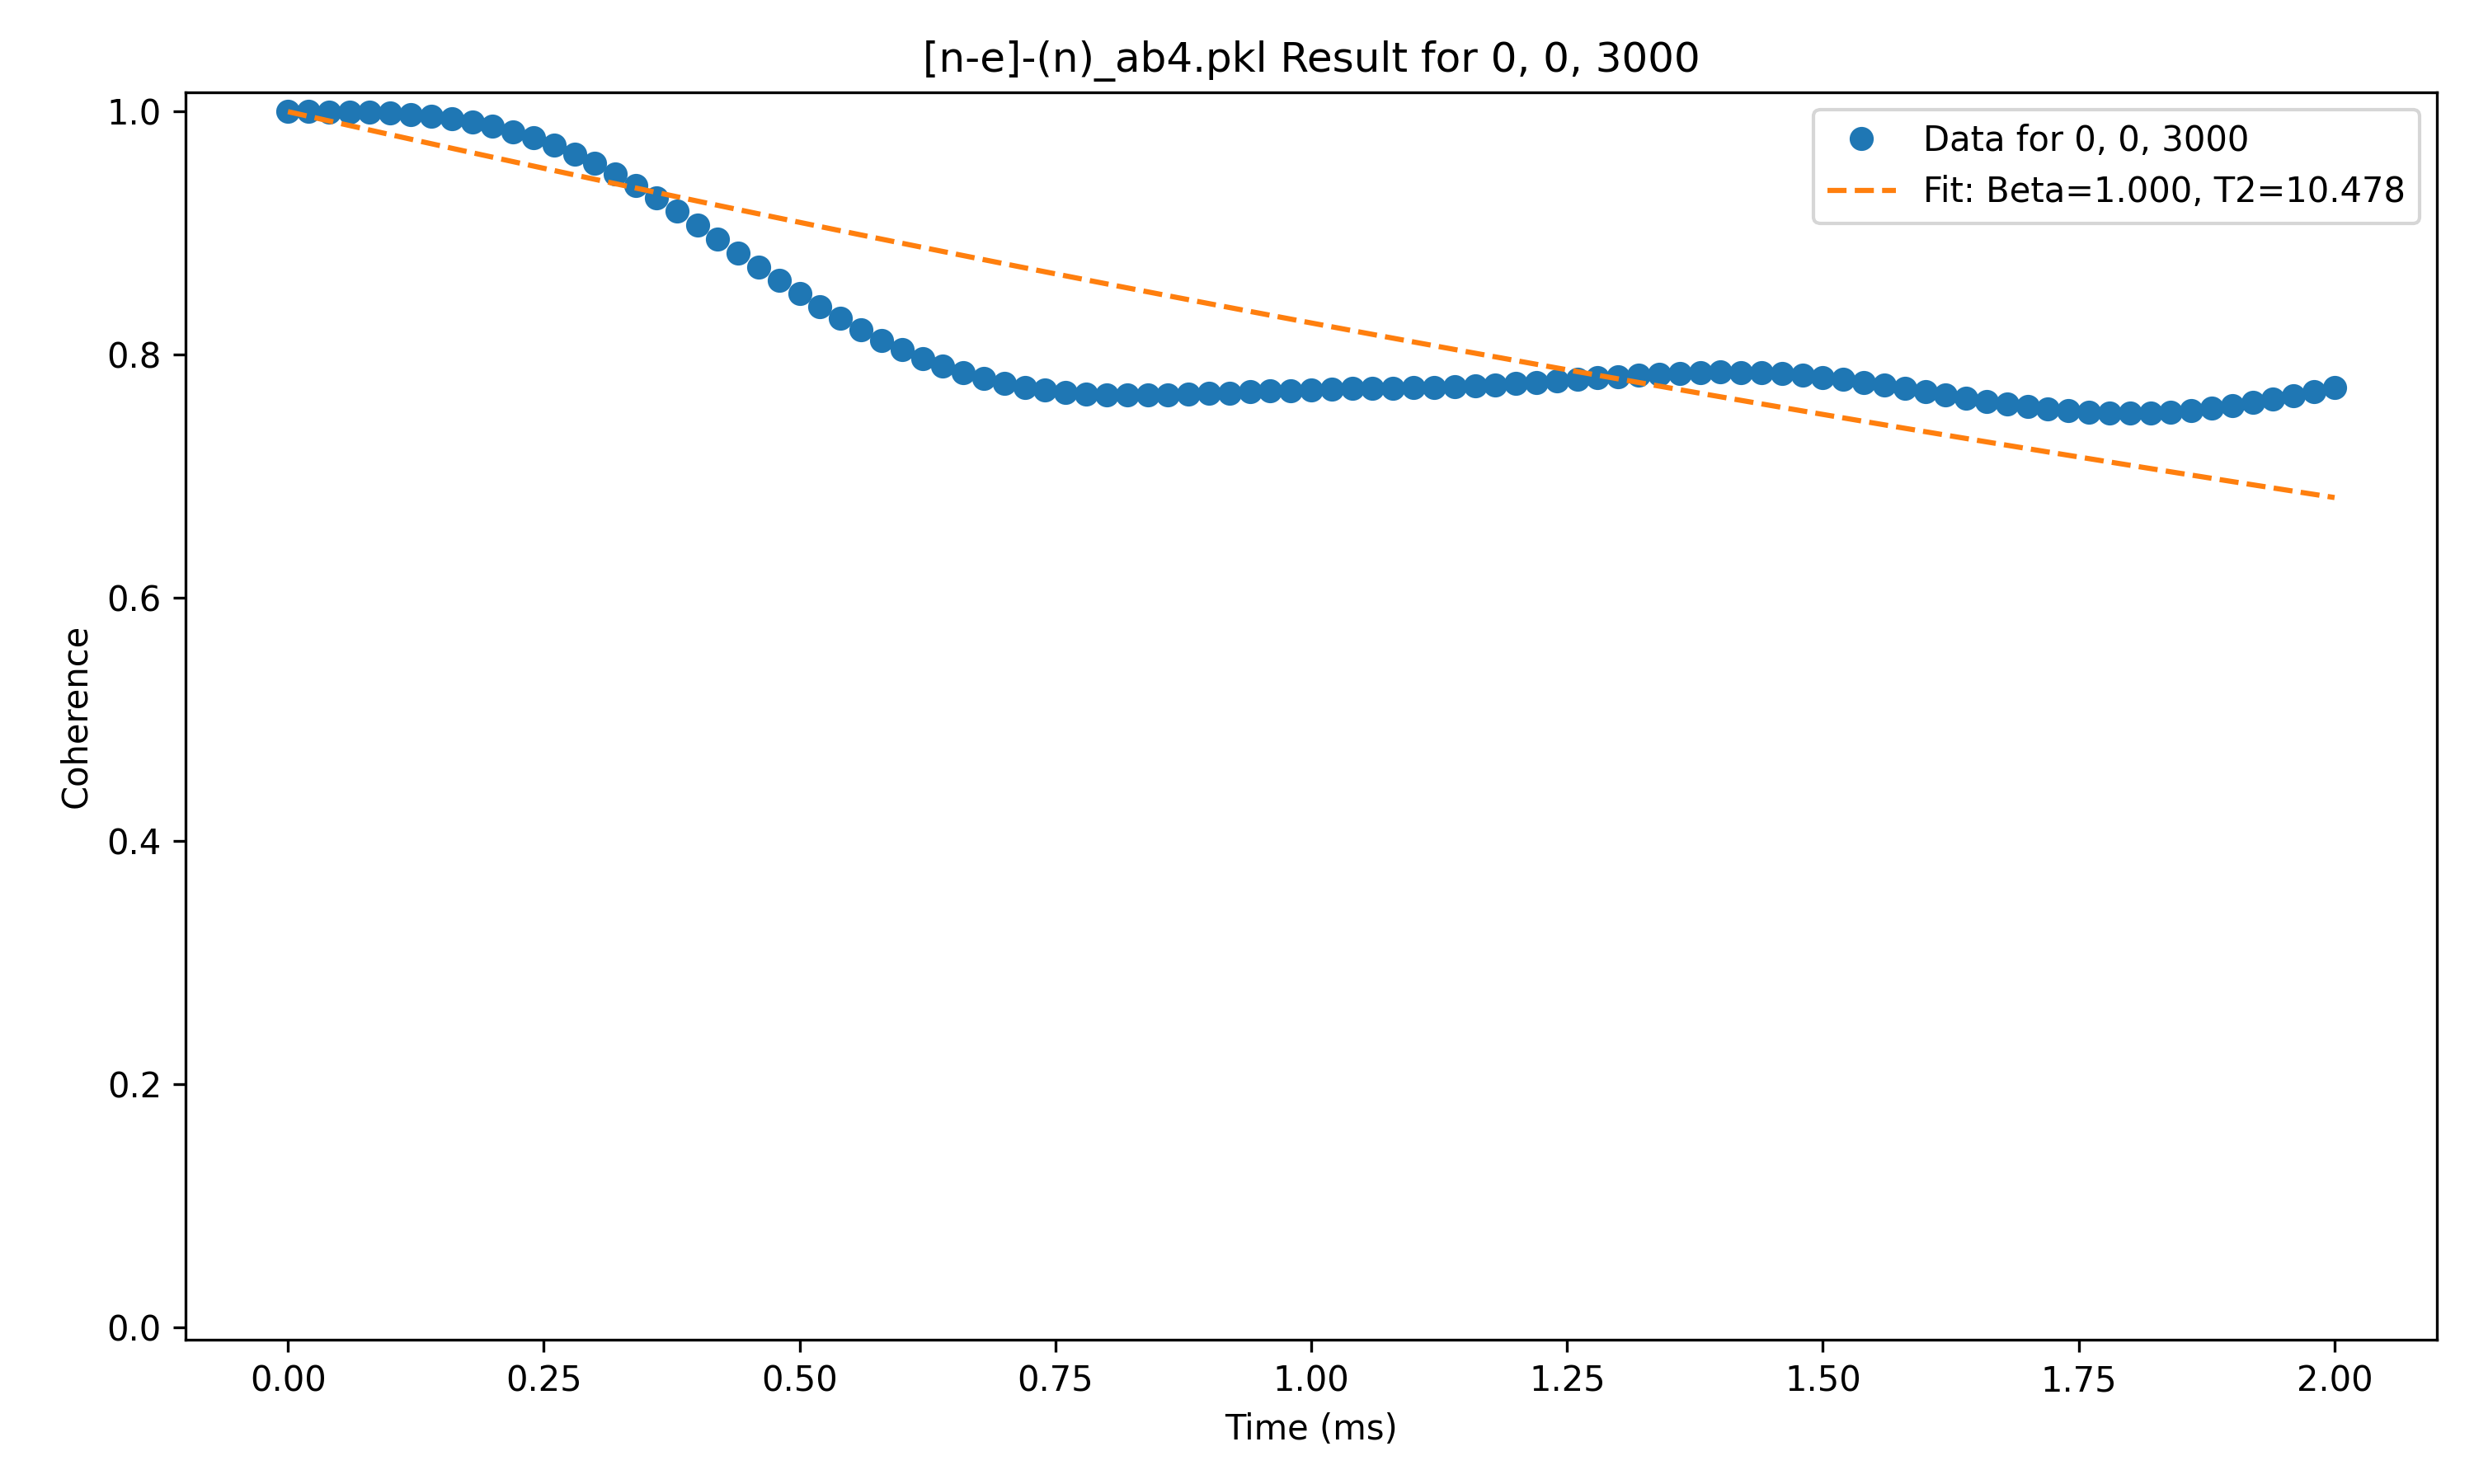 [n-e]-(n)_ab4.pkl Result for 0, 0, 3000
Data for 0, 0, 3000
Fit: Beta=1.000, T2=10.478
Coherence
1.0
0.8
0.6
0.4
0.2
0.0
0.00 0.25 0.50 0.75 1.00 1.25 1.50 1.75 2.00
Time (ms)